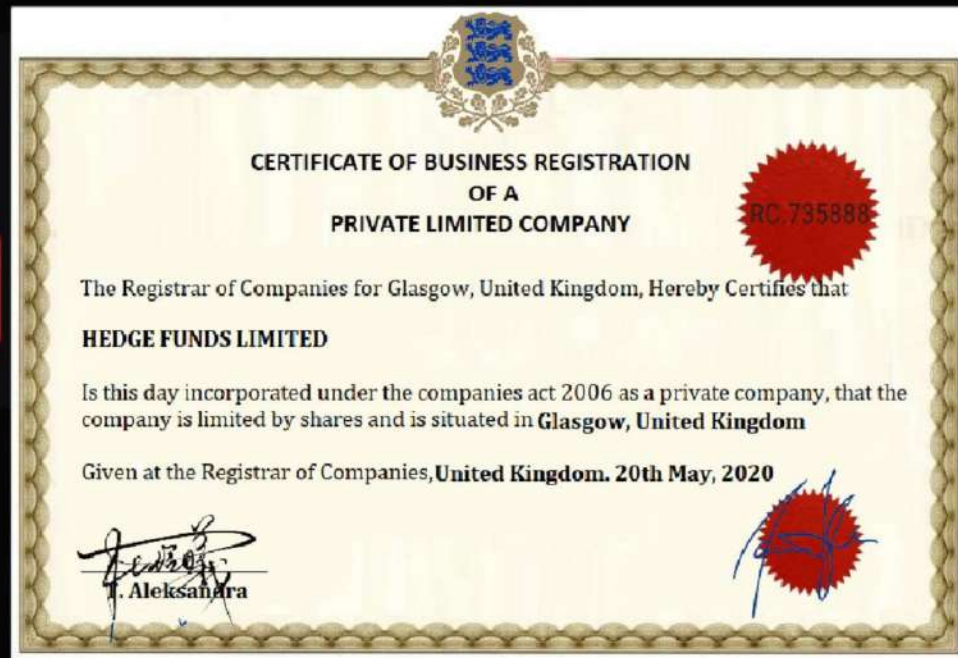 CERTIFICATE OF BUSINESS REGISTRATION
OF A
PRIVATE LIMITED COMPANY
RC.735888
The Registrar of Companies for Glasgow, United Kingdom, Hereby Certifies that
HEDGE FUNDS LIMITED
Is this day incorporated under the companies act 2006 as a private company, that the
company is limited by shares and is situated in Glasgow, United Kingdom
Given at the Registrar of Companies,United Kingdom. 20th May, 2020
T. Aleksandra